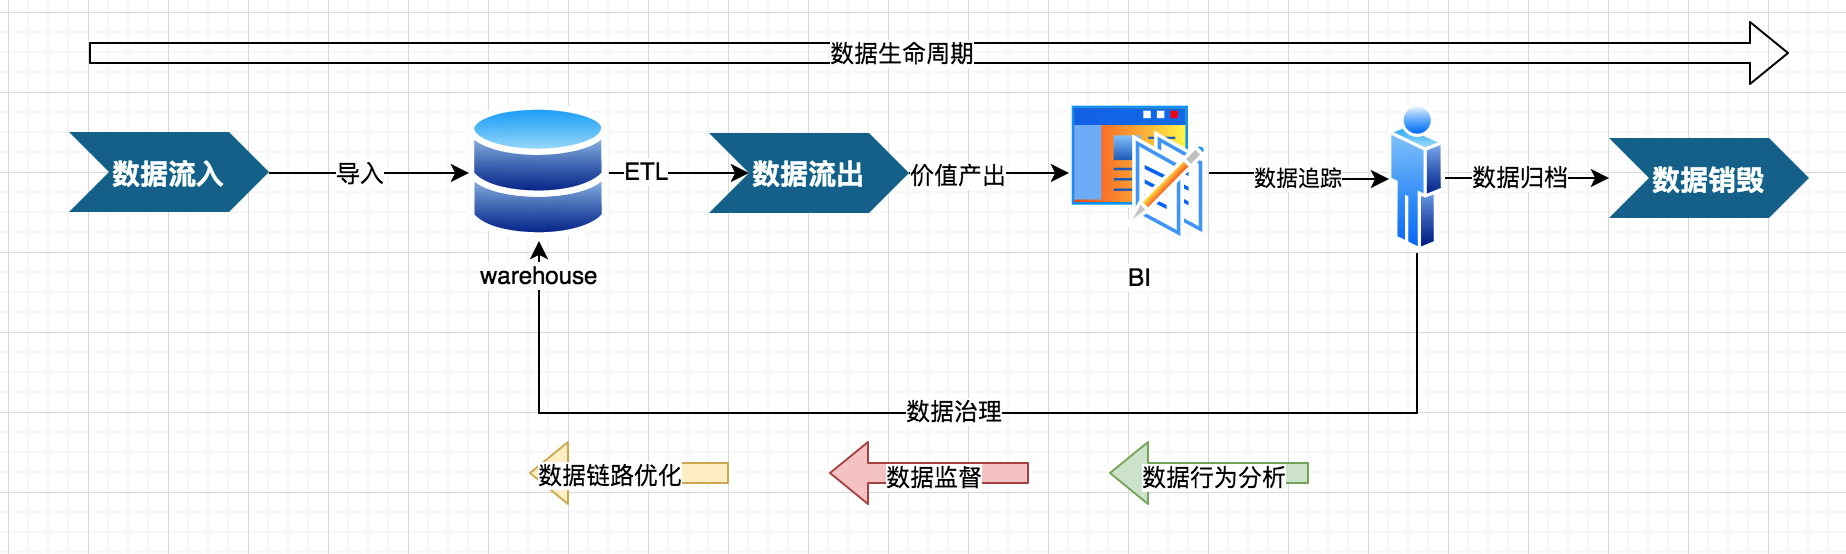 数据生命周期
数据流入
导入
ETL
数据流出
价值产出
数据追踪
数据归档
数据销毁
warehouse
BI
数据治理
数据链路优化
数据监督
数据行为分析